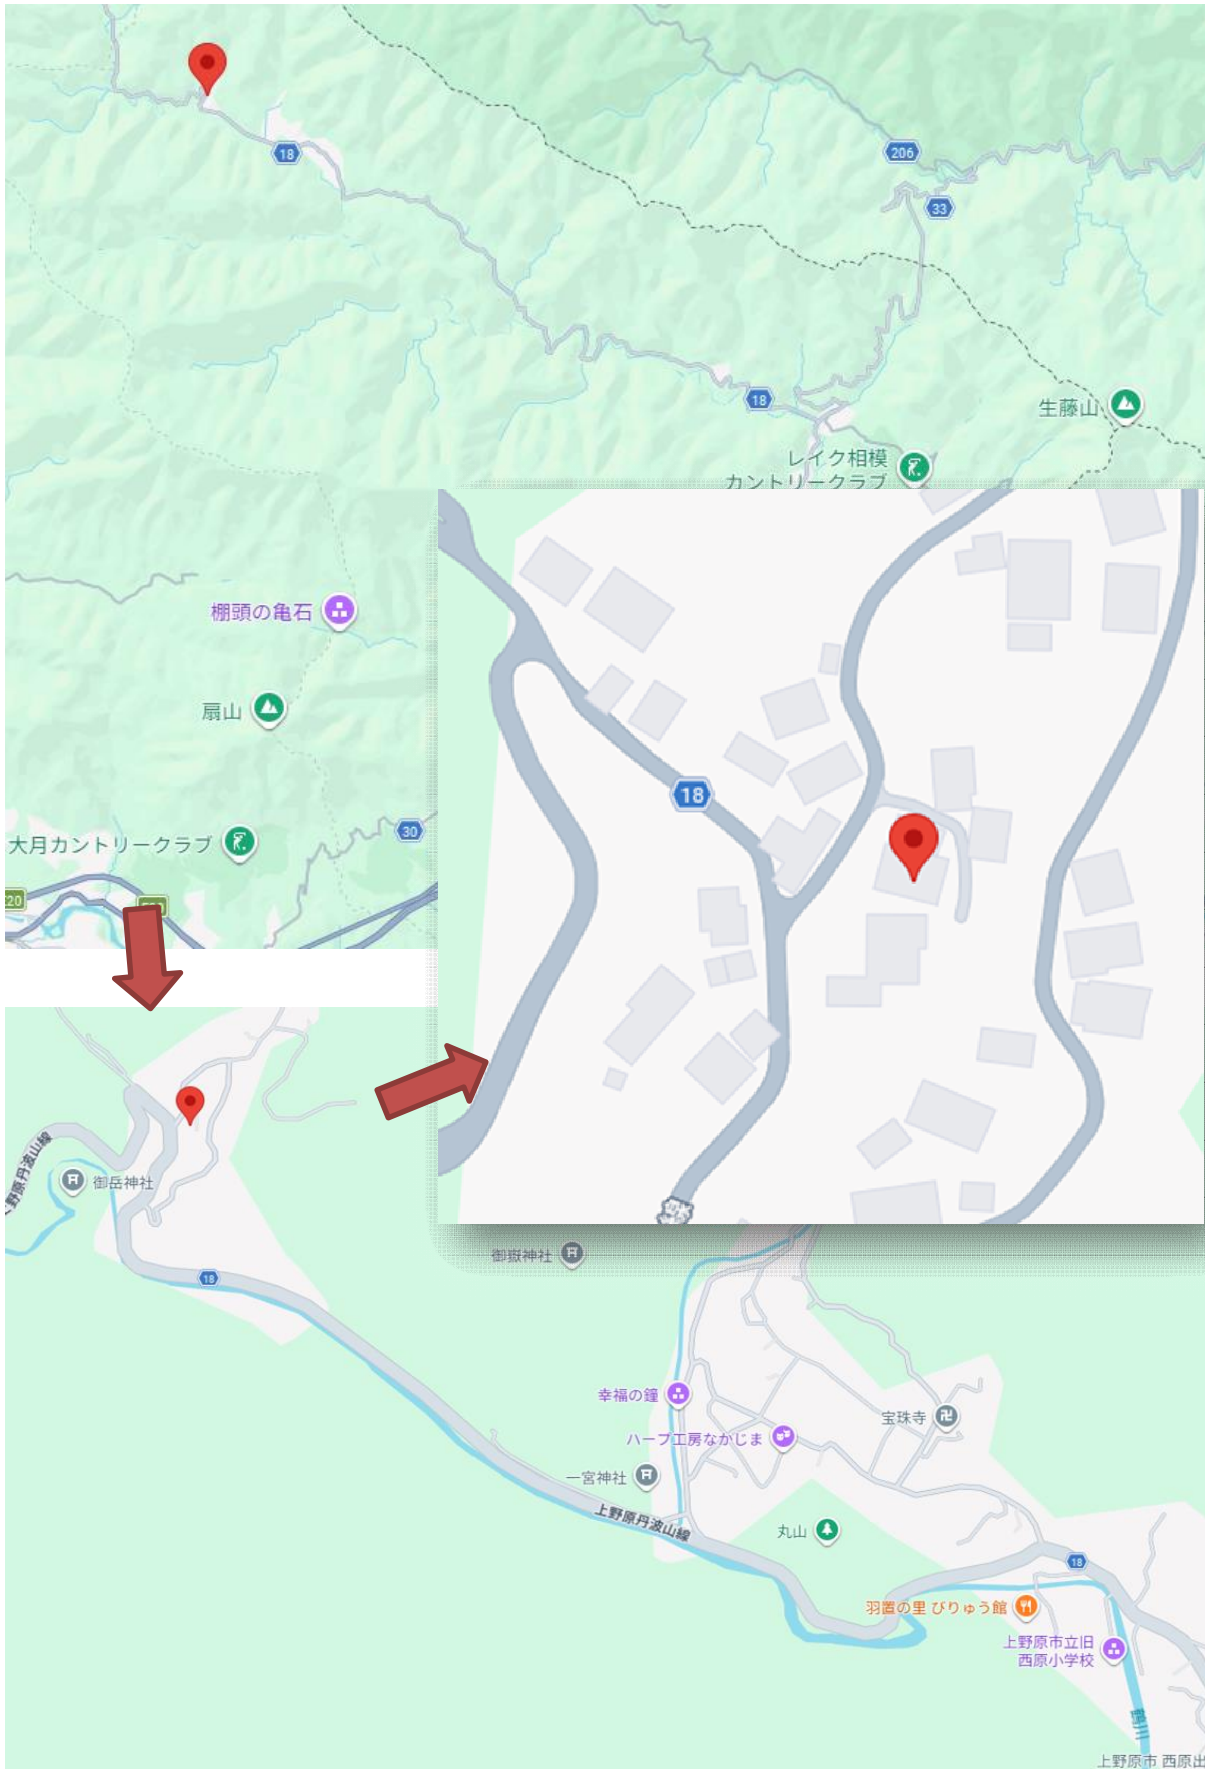 18
206
33
18
生藤山
レイク相模
カントリークラブ
棚頭の亀石
扇山
大月カントリークラブ
30
18
上野原丹波山線
御岳神社
18
御嶽神社
幸福の鐘
ハーブ工房なかじま
宝珠寺
一宮神社
上野原丹波山線
丸山
18
羽置の里 びりゅう館
上野原市立旧
西原小学校
鶴川
上野原市 西原出